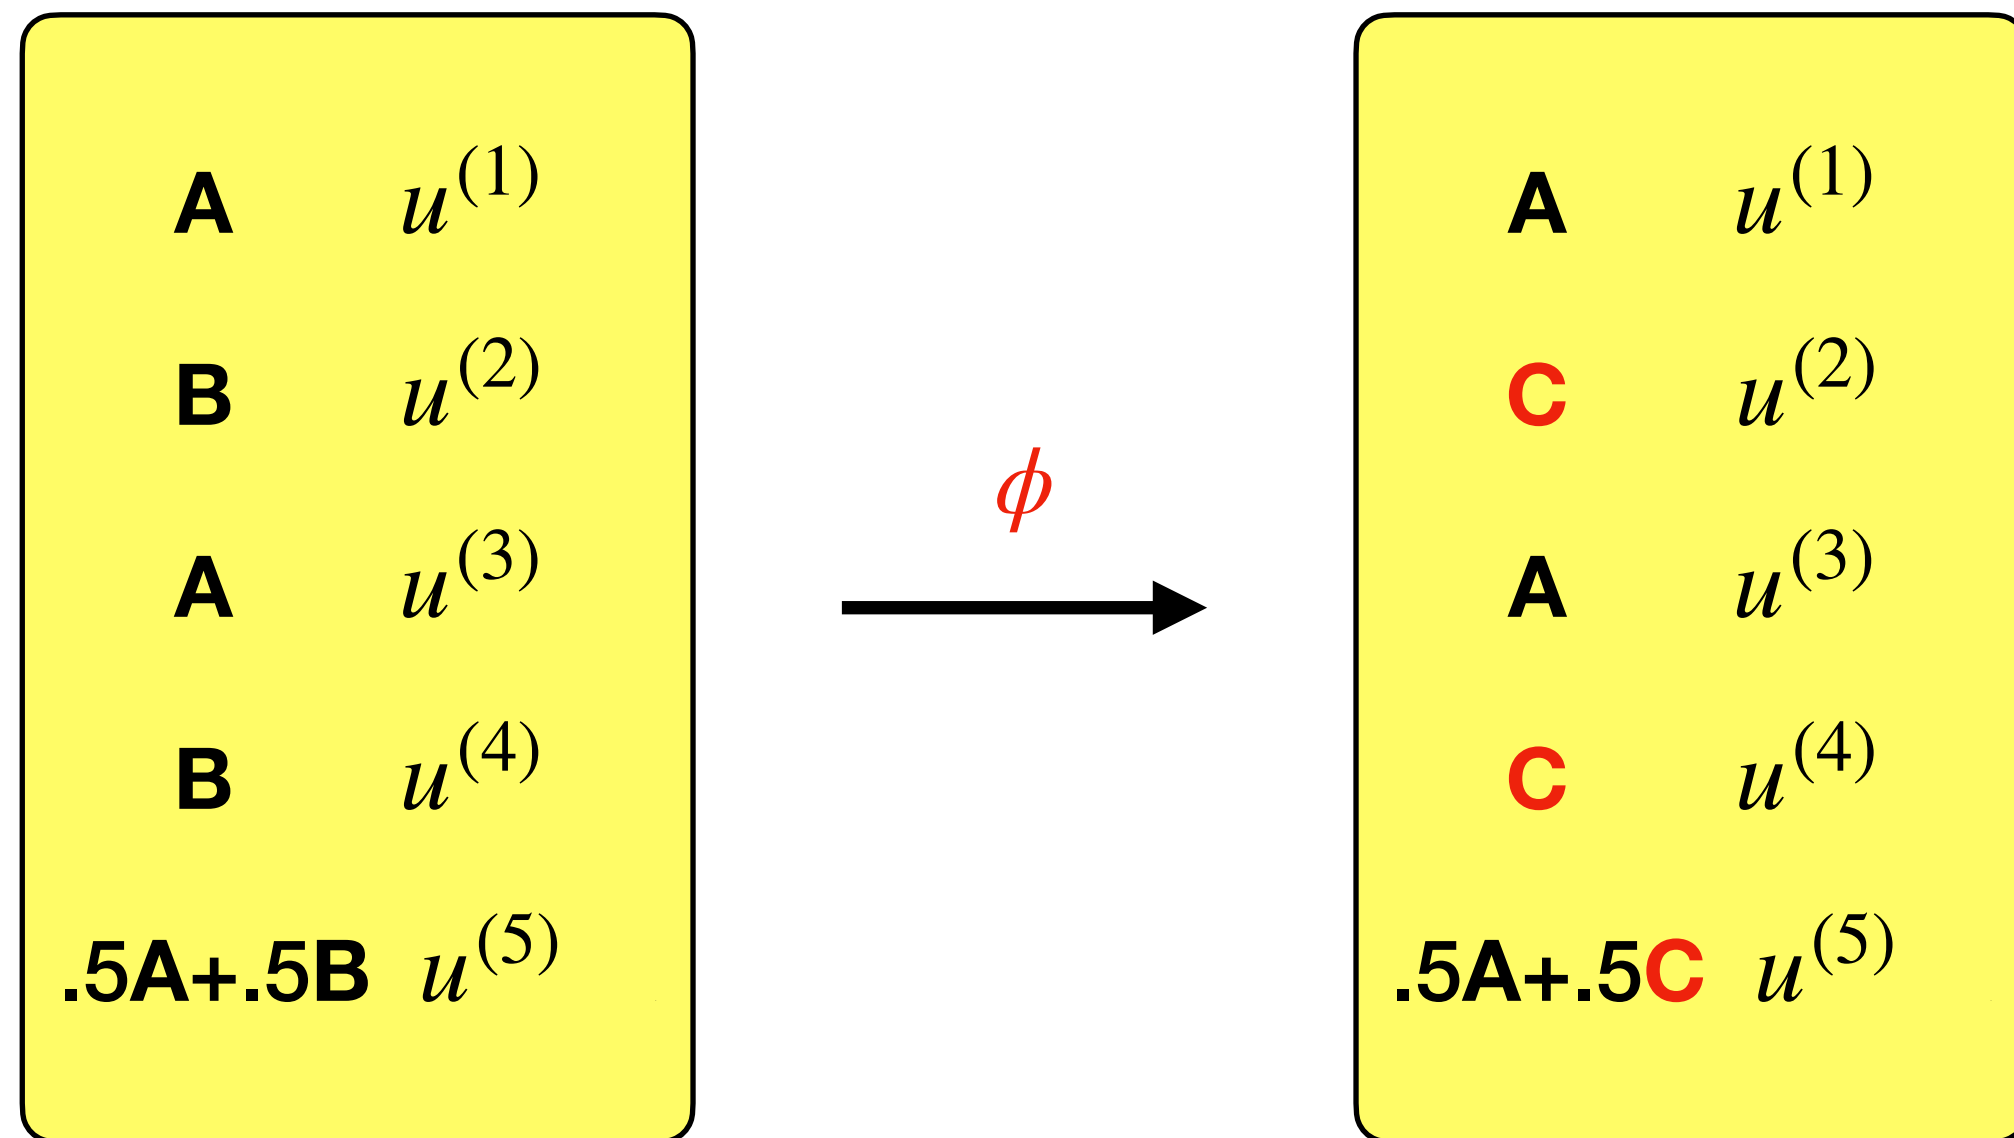 A u^(1)
B u^(2)
A u^(3)
B u^(4)
.5A+.5B u^(5)
ϕ
A u^(1)
C u^(2)
A u^(3)
C u^(4)
.5A+.5C u^(5)